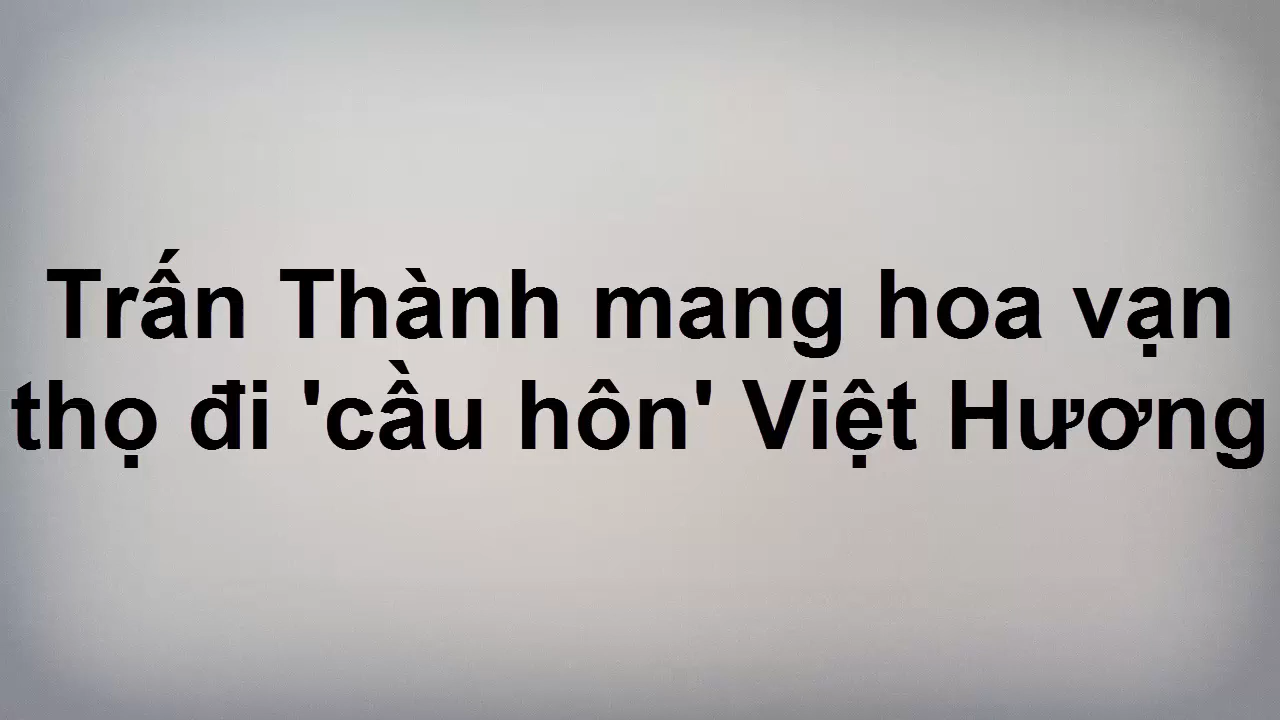 Trấn Thành mang hoa vạn
thọ đi 'cầu hôn' Việt Hương